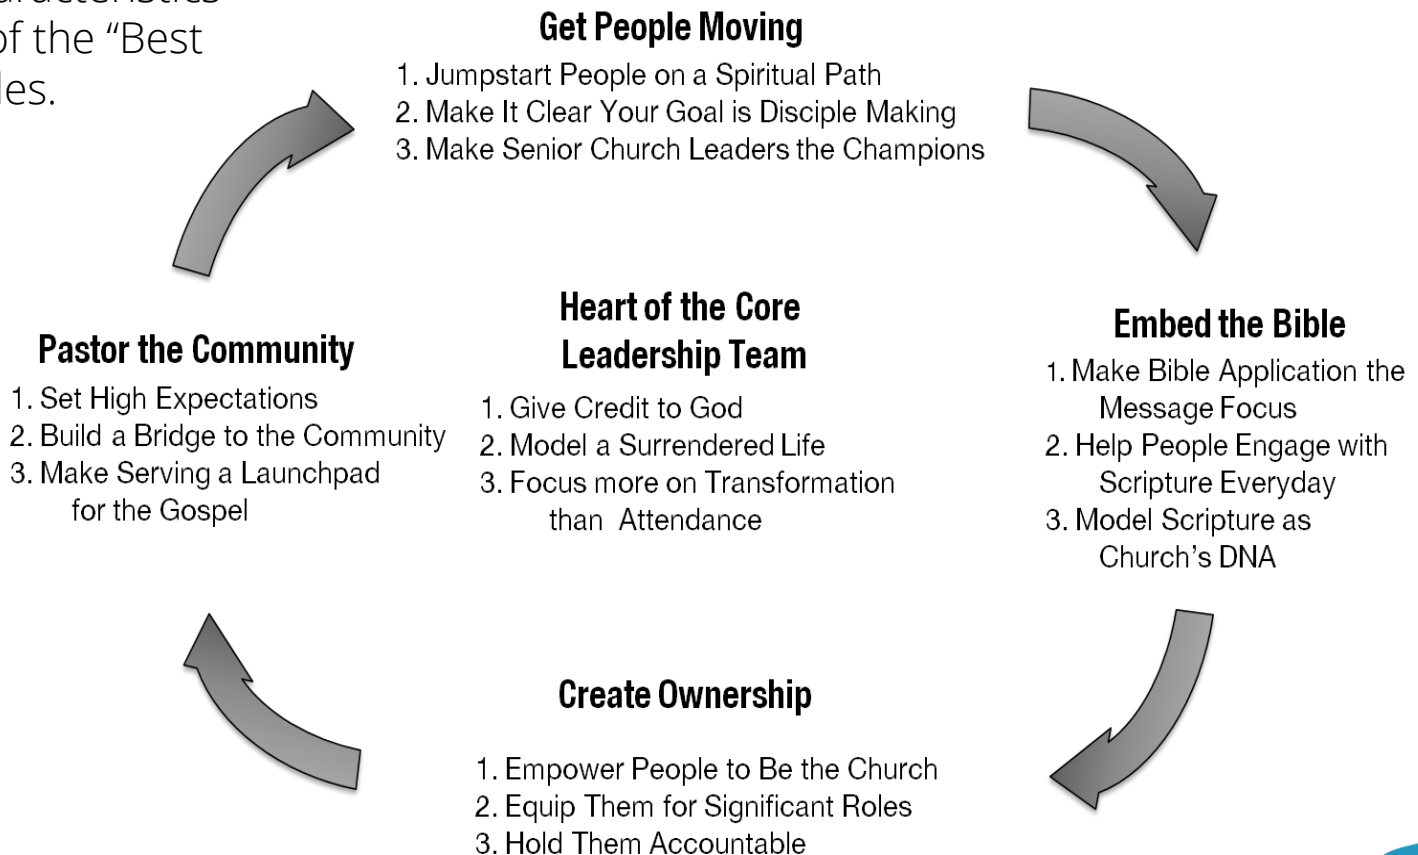 of the “Best
Get People Moving
1. Jumpstart People on a Spiritual Path
2. Make It Clear Your Goal is Disciple Making
3. Make Senior Church Leaders the Champions
Embed the Bible
1. Make Bible Application the
Message Focus
2. Help People Engage with
Scripture Everyday
3. Model Scripture as
Church’s DNA
Create Ownership
1. Empower People to Be the Church
2. Equip Them for Significant Roles
3. Hold Them Accountable
Pastor the Community
1. Set High Expectations
2. Build a Bridge to the Community
3. Make Serving a Launchpad
for the Gospel
Heart of the Core
Leadership Team
1. Give Credit to God
2. Model a Surrendered Life
3. Focus more on Transformation
than Attendance